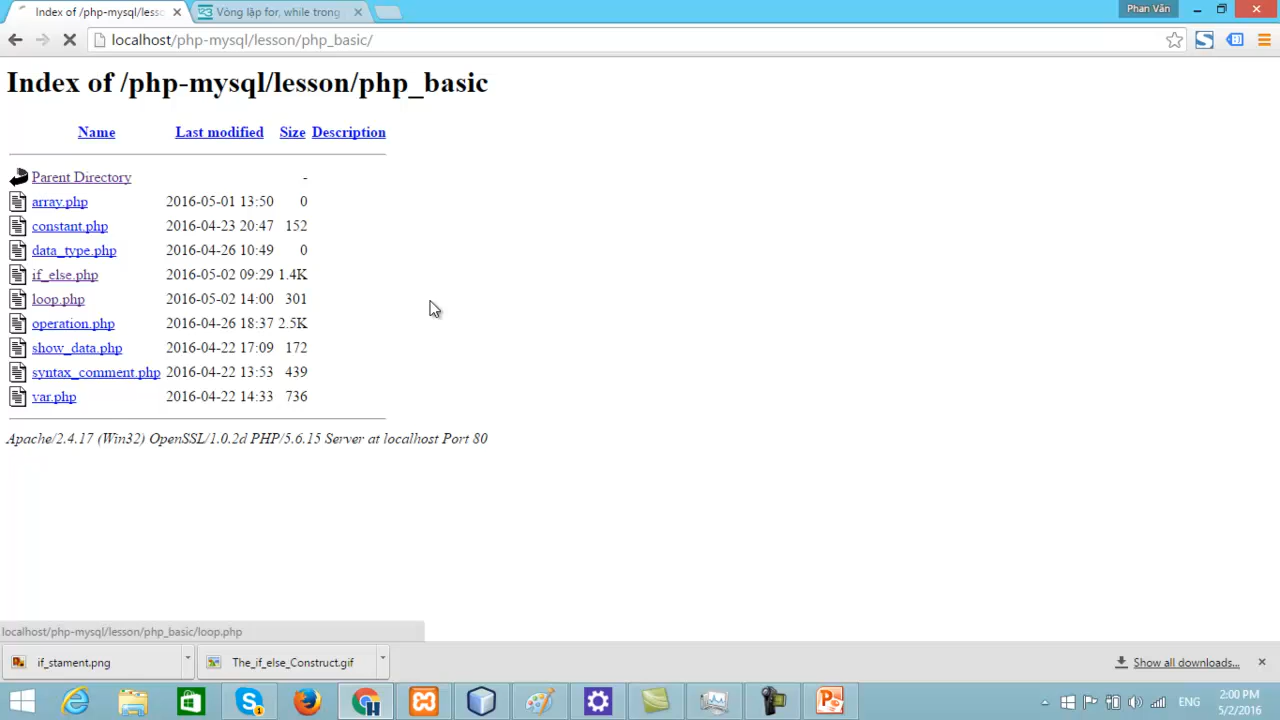 Index of /php-mysql/lesso
Vòng lặp for, while trong
Phan Văn
localhost/php-mysql/lesson/php_basic/
Index of /php-mysql/lesson/php_basic
Name Last modified Size Description
Parent Directory -
array.php 2016-05-01 13:50 0
constant.php 2016-04-23 20:47 152
data_type.php 2016-04-26 10:49 0
if_else.php 2016-05-02 09:29 1.4K
loop.php 2016-05-02 14:00 301
operation.php 2016-04-26 18:37 2.5K
show_data.php 2016-04-22 17:09 172
syntax_comment.php 2016-04-22 13:53 439
var.php 2016-04-22 14:33 736
Apache/2.4.17 (Win32) OpenSSL/1.0.2d PHP/5.6.15 Server at localhost Port 80
localhost/php-mysql/lesson/php_basic/loop.php
if_stament.png
The_if_else_Construct.gif
Show all downloads...
ENG
2:00 PM
5/2/2016